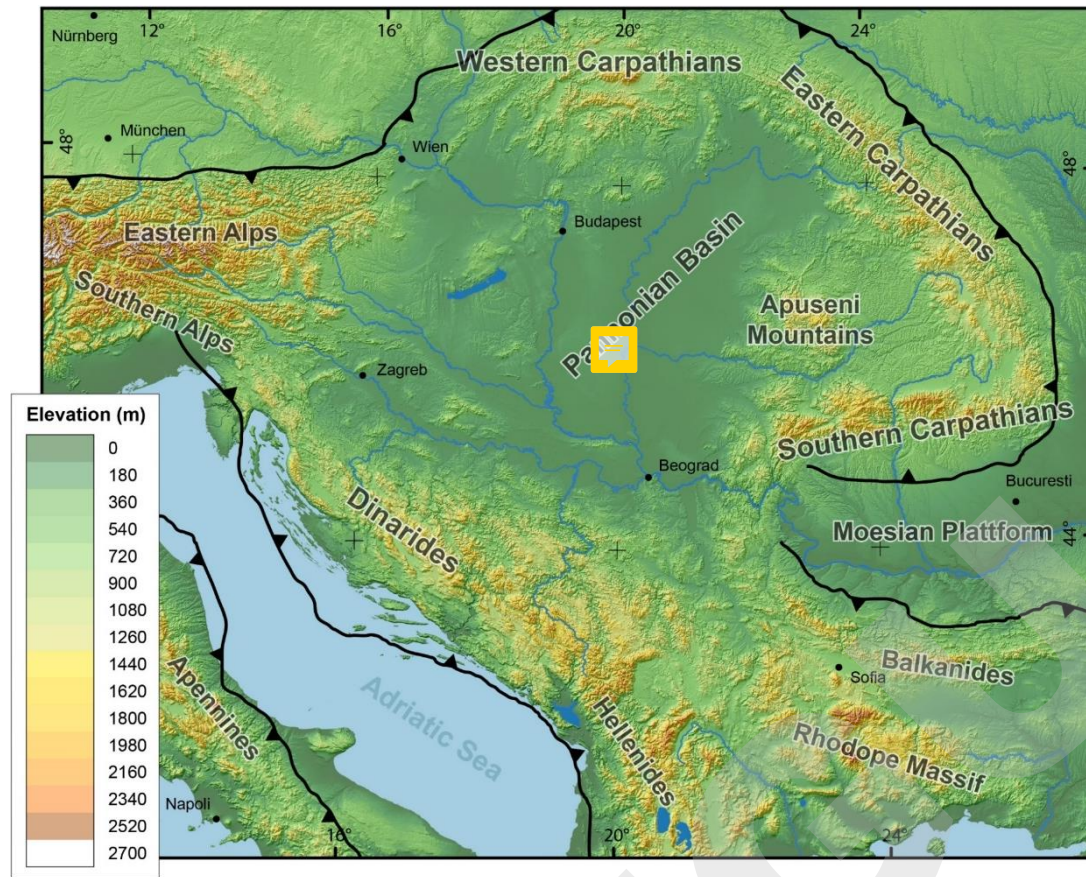 12°
16°
20°
24°
Nürnberg
Western Carpathians
Eastern Carpathians
München
48°
Wien
48°
Budapest
Eastern Alps
Pannonian Basin
Southern Alps
Apuseni
Mountains
Zagreb
Elevation (m)
0
180
360
540
720
900
1080
1260
1440
1620
1800
1980
2160
2340
2520
2700
Southern Carpathians
Beograd
Bucuresti
Dinarides
Moesian Plattform
44°
Balkanides
Sofia
Apennines
Adriatic Sea
Hellenides
Rhodope Massif
Napoli
16°
20°
24°